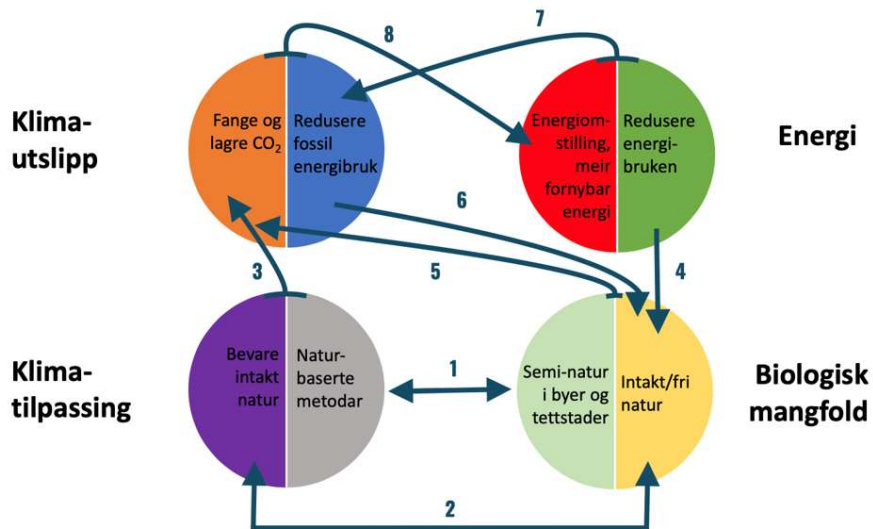 7
8
Klima-
utslipp
Fange og
lagre CO₂
Redusere
fossil
energibruk
Energiom-
stilling,
meir
fornybar
energi
Redusere
energi-
bruken
Energi
6
3
5
4
Klima-
tilpassing
Bevare
intakt
natur
Natur-
baserte
metodar
1
Semi-natur
i byer og
tettstader
Intakt/fri
natur
Biologisk
mangfold
2